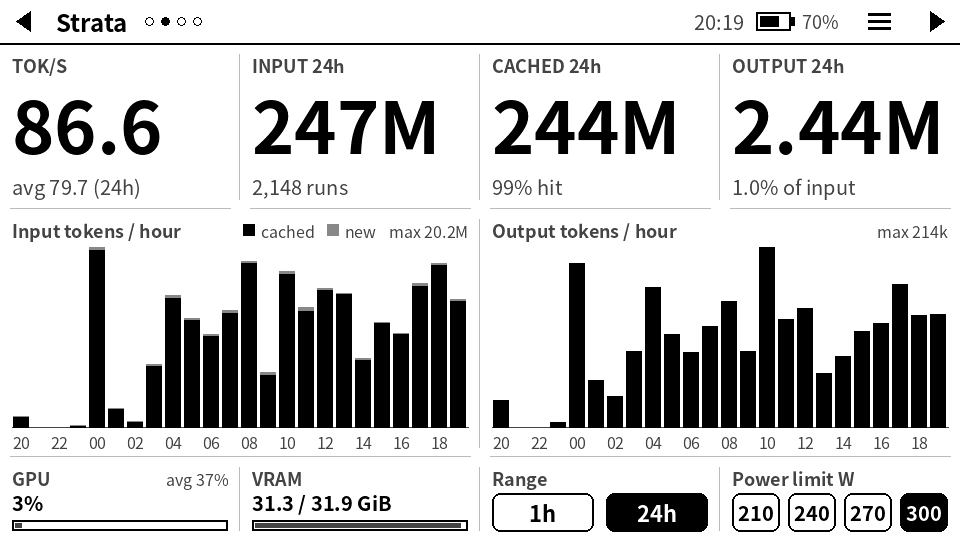 Strata 20:19 70%
TOK/S
86.6
avg 79.7 (24h)
INPUT 24h
247M
2,148 runs
CACHED 24h
244M
99% hit
OUTPUT 24h
2.44M
1.0% of input
Input tokens / hour cached new max 20.2M
20 22 00 02 04 06 08 10 12 14 16 18
Output tokens / hour max 214k
20 22 00 02 04 06 08 10 12 14 16 18
GPU avg 37%
3%
VRAM
31.3 / 31.9 GiB
Range
1h 24h
Power limit W
210 240 270 300